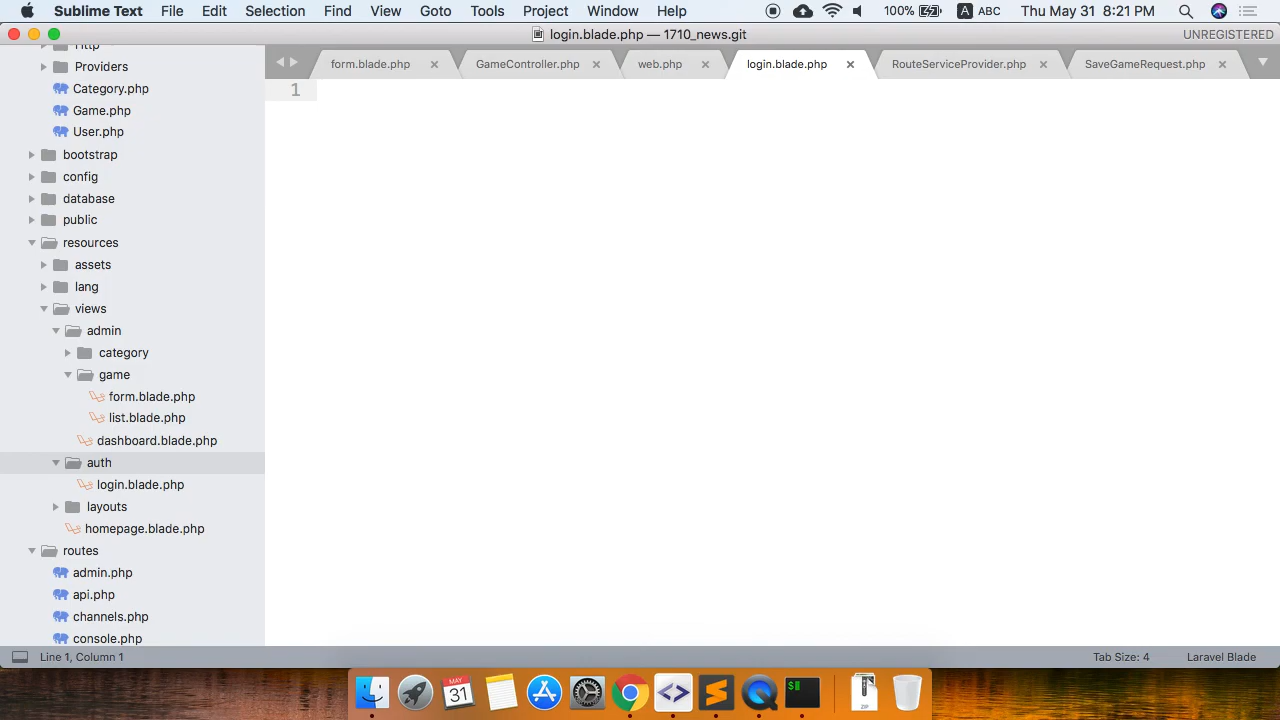 Sublime Text File Edit Selection Find View Goto Tools Project Window Help 100% A ABC Thu May 31 8:21 PM
login.blade.php — 1710_news.git UNREGISTERED
form.blade.php GameController.php web.php login.blade.php RouteServiceProvider.php SaveGameRequest.php
1
Http
Providers
Category.php
Game.php
User.php
bootstrap
config
database
public
resources
assets
lang
views
admin
category
game
form.blade.php
list.blade.php
dashboard.blade.php
auth
login.blade.php
layouts
homepage.blade.php
routes
admin.php
api.php
channels.php
console.php
Line 1, Column 1 Tab Size: 4 Laravel Blade
MAY
31
ZIP